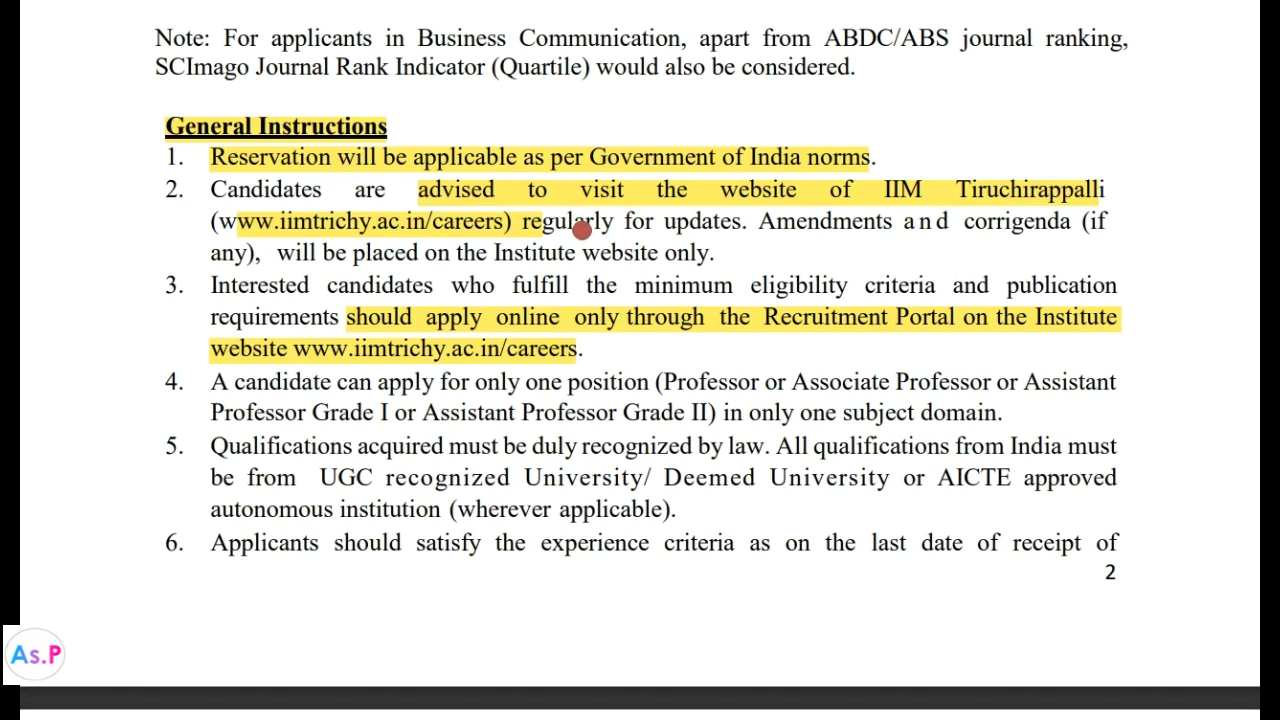 Note: For applicants in Business Communication, apart from ABDC/ABS journal ranking,
SCImago Journal Rank Indicator (Quartile) would also be considered.
General Instructions
1. Reservation will be applicable as per Government of India norms.
2. Candidates are advised to visit the website of IIM Tiruchirappalli
(www.iimtrichy.ac.in/careers) regularly for updates. Amendments and corrigenda (if
any), will be placed on the Institute website only.
3. Interested candidates who fulfill the minimum eligibility criteria and publication
requirements should apply online only through the Recruitment Portal on the Institute
website www.iimtrichy.ac.in/careers.
4. A candidate can apply for only one position (Professor or Associate Professor or Assistant
Professor Grade I or Assistant Professor Grade II) in only one subject domain.
5. Qualifications acquired must be duly recognized by law. All qualifications from India must
be from UGC recognized University/ Deemed University or AICTE approved
autonomous institution (wherever applicable).
6. Applicants should satisfy the experience criteria as on the last date of receipt of
2
As.P